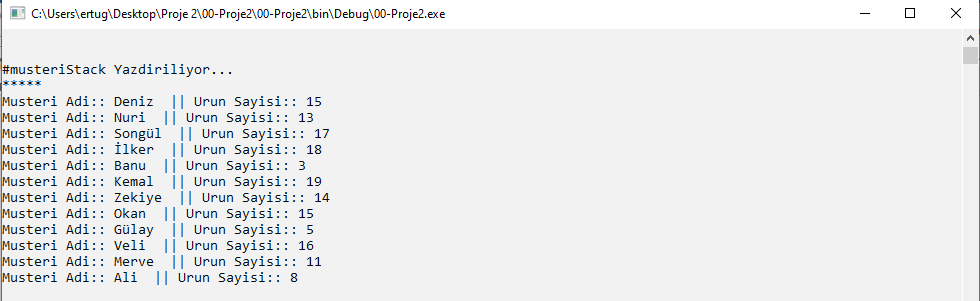 C:\Users\ertug\Desktop\Proje 2\00-Proje2\00-Proje2\bin\Debug\00-Proje2.exe
#musteriStack Yazdiriliyor...
*****
Musteri Adi:: Deniz  || Urun Sayisi:: 15
Musteri Adi:: Nuri  || Urun Sayisi:: 13
Musteri Adi:: Songül  || Urun Sayisi:: 17
Musteri Adi:: İlker  || Urun Sayisi:: 18
Musteri Adi:: Banu  || Urun Sayisi:: 3
Musteri Adi:: Kemal  || Urun Sayisi:: 19
Musteri Adi:: Zekiye  || Urun Sayisi:: 14
Musteri Adi:: Okan  || Urun Sayisi:: 15
Musteri Adi:: Gülay  || Urun Sayisi:: 5
Musteri Adi:: Veli  || Urun Sayisi:: 16
Musteri Adi:: Merve  || Urun Sayisi:: 11
Musteri Adi:: Ali  || Urun Sayisi:: 8